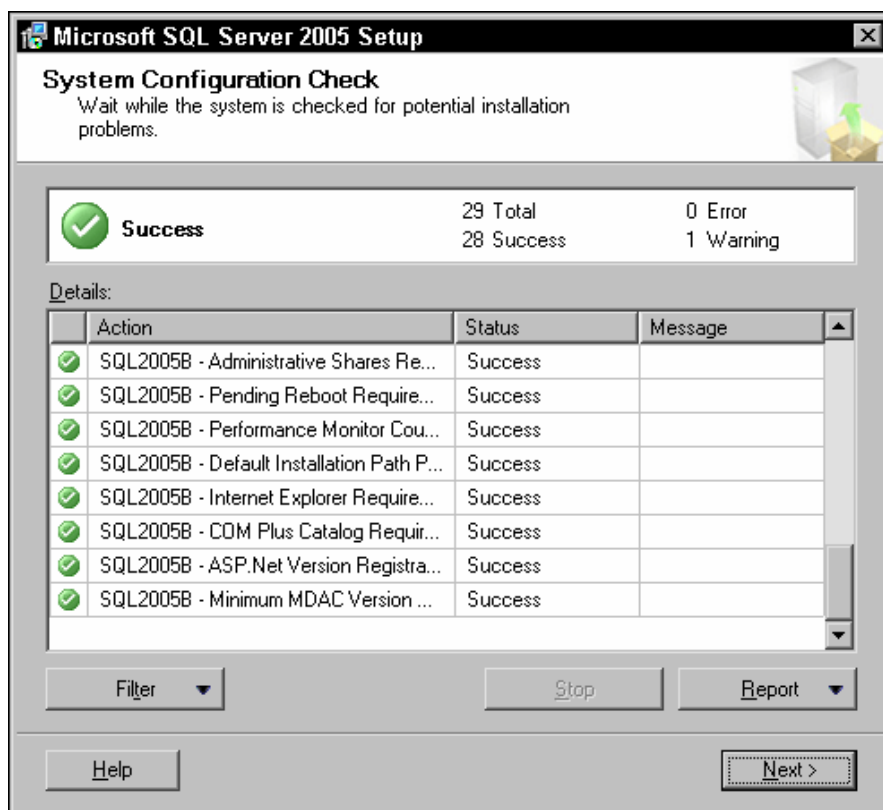 Microsoft SQL Server 2005 Setup
System Configuration Check
Wait while the system is checked for potential installation
problems.
Success
29 Total
0 Error
28 Success
1 Warning
Details:
Action Status Message
SQL2005B - Administrative Shares Re... Success
SQL2005B - Pending Reboot Require... Success
SQL2005B - Performance Monitor Cou... Success
SQL2005B - Default Installation Path P... Success
SQL2005B - Internet Explorer Require... Success
SQL2005B - COM Plus Catalog Requir... Success
SQL2005B - ASP.Net Version Registra... Success
SQL2005B - Minimum MDAC Version ... Success
Filter Stop Report
Help Next >